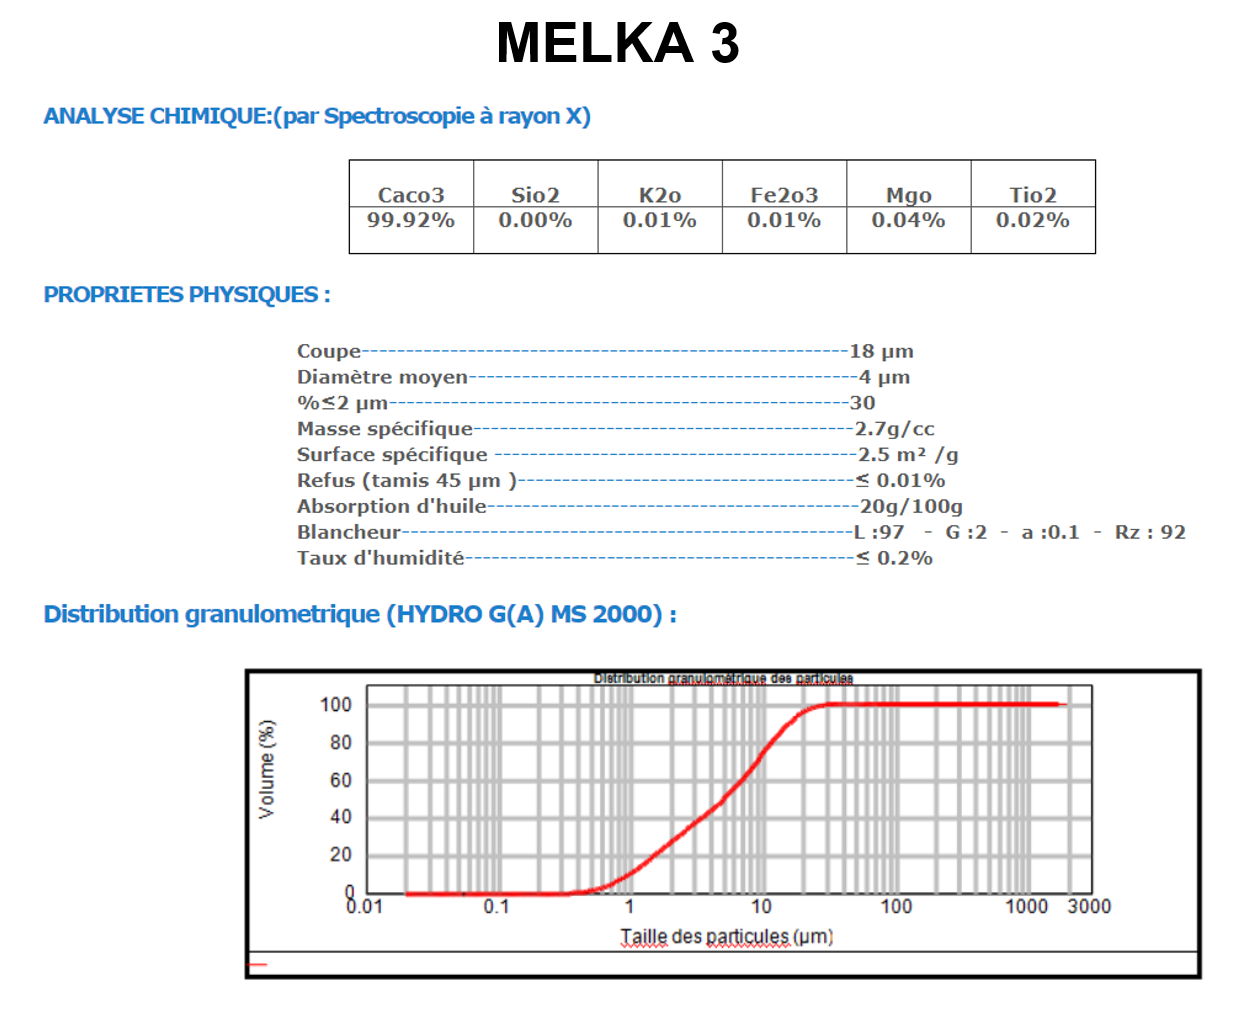 MELKA 3
ANALYSE CHIMIQUE:(par Spectroscopie à rayon X)
Caco3 Sio2 K2o Fe2o3 Mgo Tio2
99.92% 0.00% 0.01% 0.01% 0.04% 0.02%
PROPRIETES PHYSIQUES :
Coupe-------------------------------------------------------18 µm
Diamètre moyen--------------------------------------------4 µm
%≤2 µm----------------------------------------------------30
Masse spécifique-------------------------------------------2.7g/cc
Surface spécifique -----------------------------------------2.5 m² /g
Refus (tamis 45 µm )--------------------------------------≤ 0.01%
Absorption d'huile------------------------------------------20g/100g
Blancheur---------------------------------------------------L :97 - G :2 - a :0.1 - Rz : 92
Taux d'humidité--------------------------------------------≤ 0.2%
Distribution granulometrique (HYDRO G(A) MS 2000) :
Distribution granulométrique des particules
Volume (%)
100
80
60
40
20
0
0.01 0.1 1 10 100 1000 3000
Taille des particules (µm)